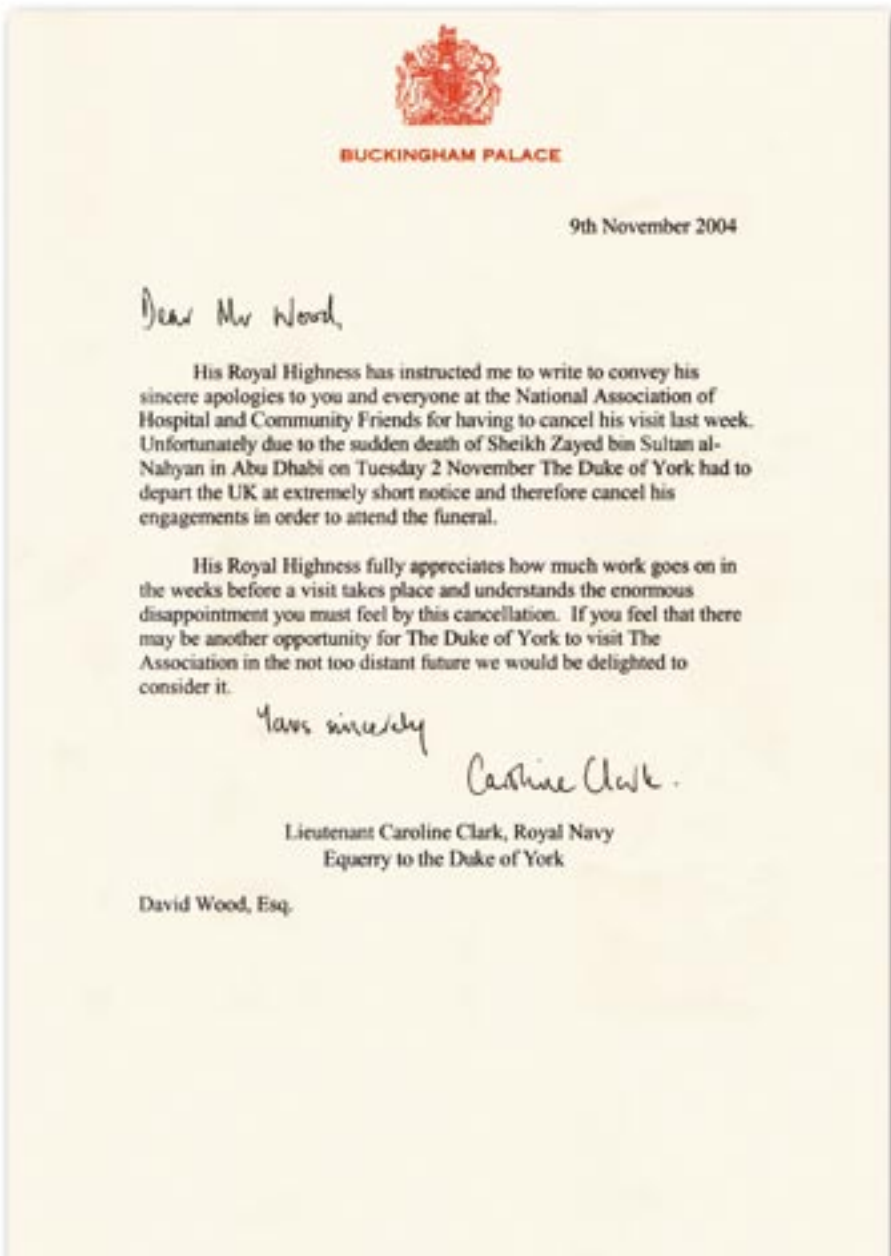 BUCKINGHAM PALACE
9th November 2004
Dear Mr Wood,
His Royal Highness has instructed me to write to convey his
sincere apologies to you and everyone at the National Association of
Hospital and Community Friends for having to cancel his visit last week.
Unfortunately due to the sudden death of Sheikh Zayed bin Sultan al-
Nahyan in Abu Dhabi on Tuesday 2 November The Duke of York had to
depart the UK at extremely short notice and therefore cancel his
engagements in order to attend the funeral.
His Royal Highness fully appreciates how much work goes on in
the weeks before a visit takes place and understands the enormous
disappointment you must feel by this cancellation. If you feel that there
may be another opportunity for The Duke of York to visit The
Association in the not too distant future we would be delighted to
consider it.
Yours sincerely
Caroline Clark.
Lieutenant Caroline Clark, Royal Navy
Equerry to the Duke of York
David Wood, Esq.